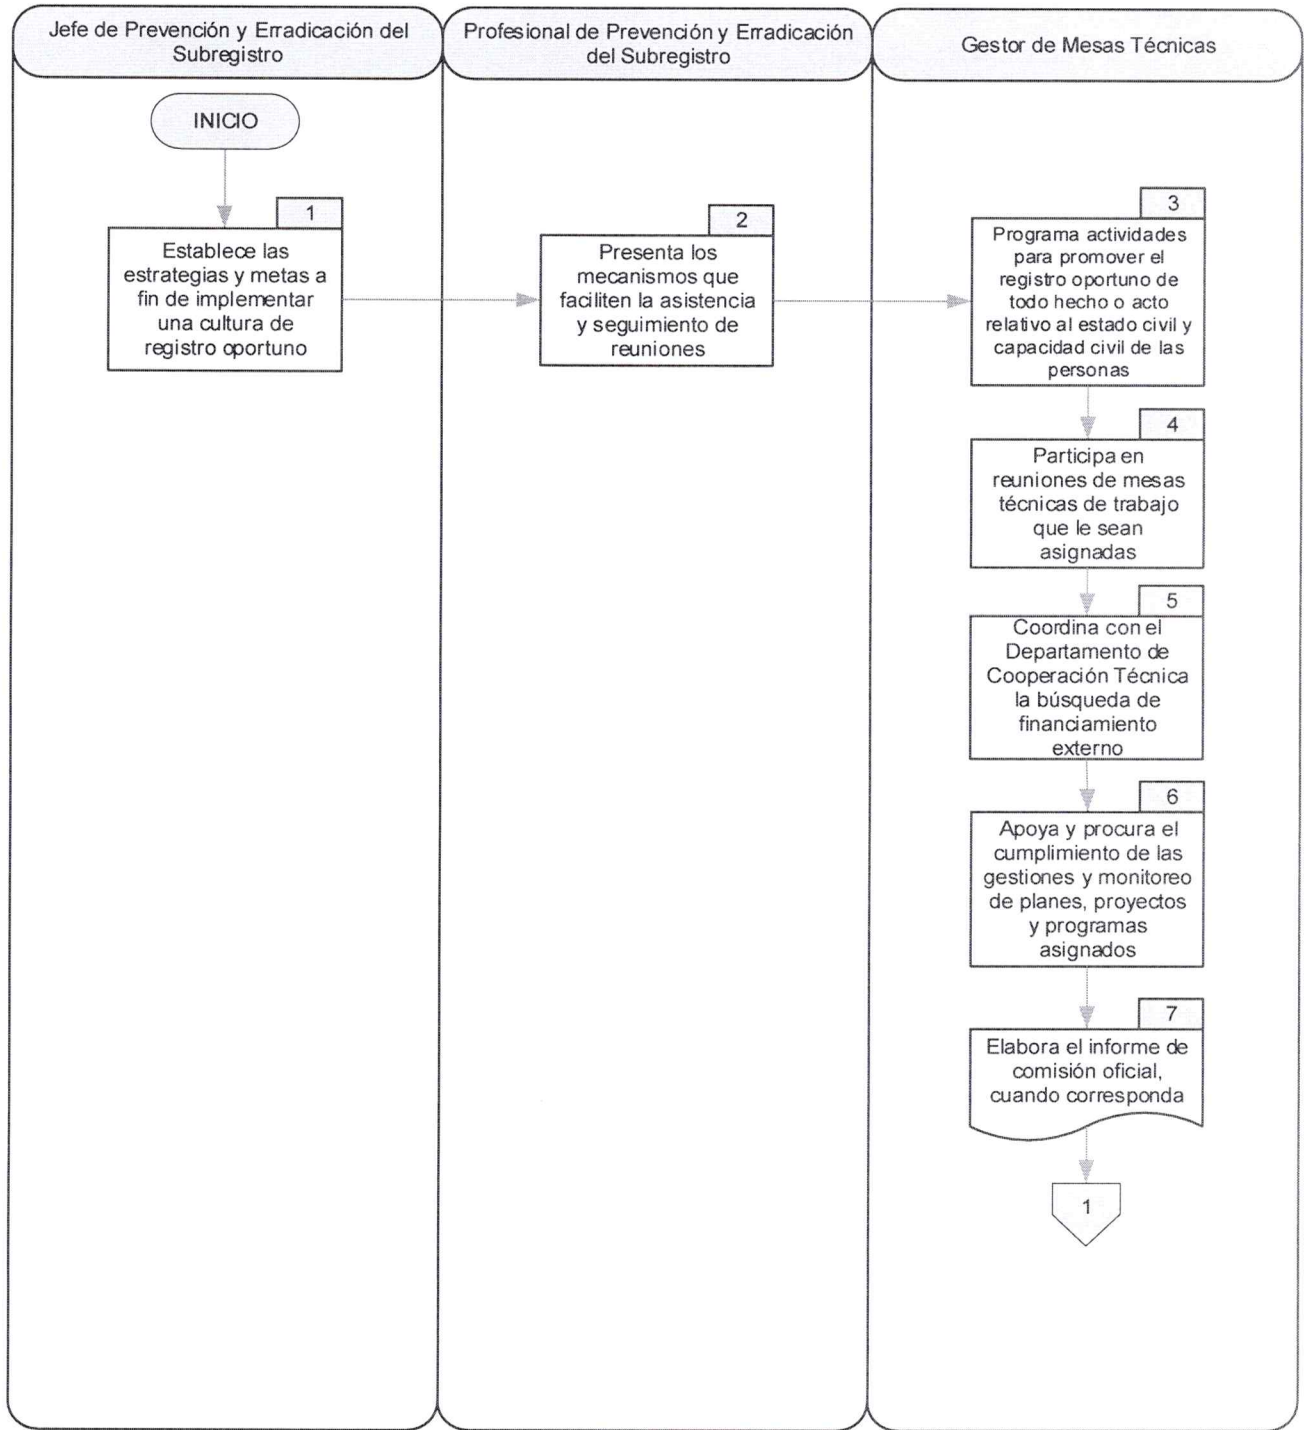 Jefe de Prevención y Erradicación del
Subregistro
Profesional de Prevención y Erradicación
del Subregistro
Gestor de Mesas Técnicas
INICIO
1
Establece las
estrategias y metas a
fin de implementar
una cultura de
registro oportuno
2
Presenta los
mecanismos que
faciliten la asistencia
y seguimiento de
reuniones
3
Programa actividades
para promover el
registro oportuno de
todo hecho o acto
relativo al estado civil y
capacidad civil de las
personas
4
Participa en
reuniones de mesas
técnicas de trabajo
que le sean
asignadas
5
Coordina con el
Departamento de
Cooperación Técnica
la búsqueda de
financiamiento
externo
6
Apoya y procura el
cumplimiento de las
gestiones y monitoreo
de planes, proyectos
y programas
asignados
7
Elabora el informe de
comisión oficial,
cuando corresponda
1